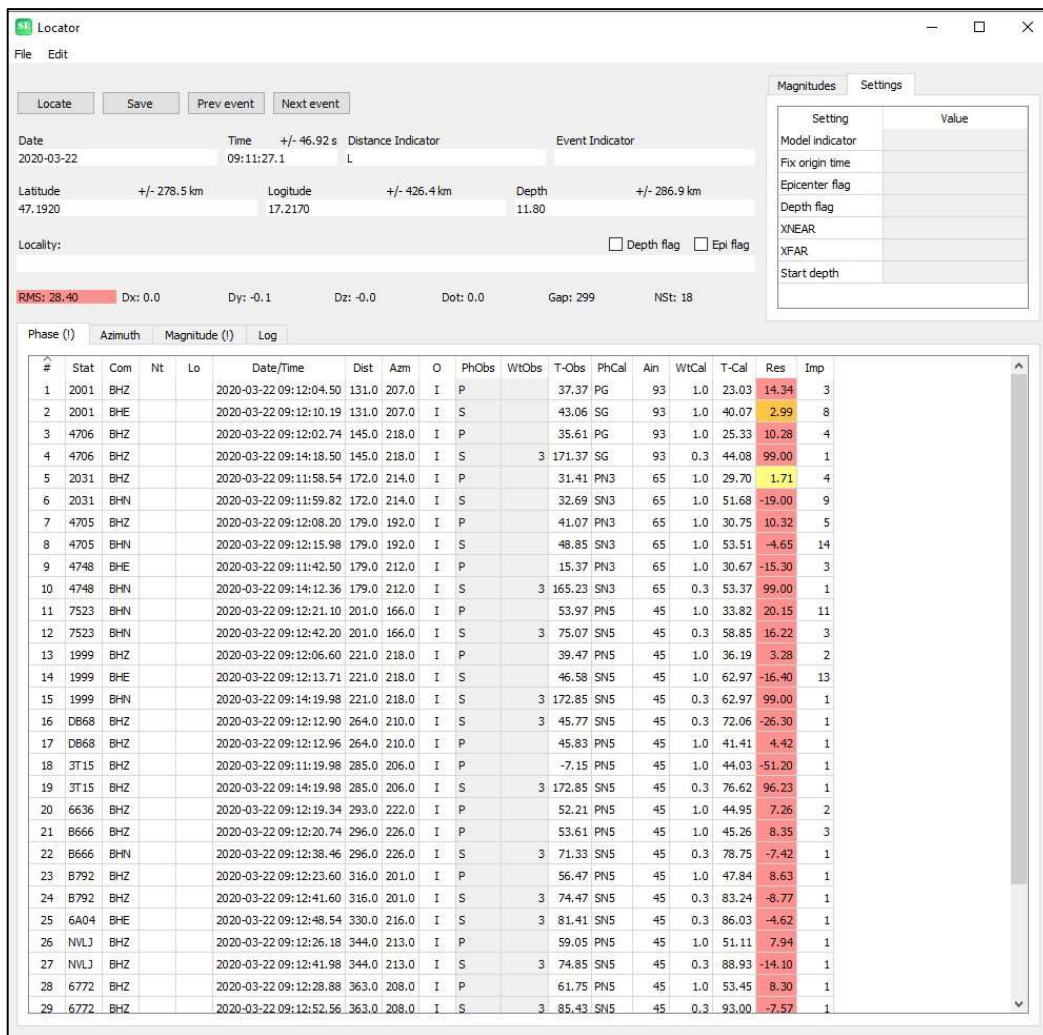 SE Locator
File Edit
Magnitudes Settings
Locate Save Prev event Next event
Setting Value
Date Time +/- 46.92 s Distance Indicator Event Indicator
Model indicator
2020-03-22 09:11:27.1 L
Fix origin time
Epicenter flag
Latitude +/- 278.5 km Logitude +/- 426.4 km Depth +/- 286.9 km
Depth flag
47.1920 17.2170 11.80
XNEAR
Locality: Depth flag Epi flag
XFAR
Start depth
RMS: 28.40 Dx: 0.0 Dy: -0.1 Dz: -0.0 Dot: 0.0 Gap: 299 NSt: 18
Phase (!) Azimuth Magnitude (!) Log
# Stat Com Nt Lo Date/Time Dist Azm O PhObs WtObs T-Obs PhCal Ain WtCal T-Cal Res Imp
1 2001 BHZ 2020-03-22 09:12:04.50 131.0 207.0 I P 37.37 PG 93 1.0 23.03 14.34 3
2 2001 BHE 2020-03-22 09:12:10.19 131.0 207.0 I S 43.06 SG 93 1.0 40.07 2.99 8
3 4706 BHZ 2020-03-22 09:12:02.74 145.0 218.0 I P 35.61 PG 93 1.0 25.33 10.28 4
4 4706 BHZ 2020-03-22 09:14:18.50 145.0 218.0 I S 3 171.37 SG 93 0.3 44.08 99.00 1
5 2031 BHZ 2020-03-22 09:11:58.54 172.0 214.0 I P 31.41 PN3 65 1.0 29.70 1.71 4
6 2031 BHN 2020-03-22 09:11:59.82 172.0 214.0 I S 32.69 SN3 65 1.0 51.68 -19.00 9
7 4705 BHZ 2020-03-22 09:12:08.20 179.0 192.0 I P 41.07 PN3 65 1.0 30.75 10.32 5
8 4705 BHN 2020-03-22 09:12:15.98 179.0 192.0 I S 48.85 SN3 65 1.0 53.51 -4.65 14
9 4748 BHE 2020-03-22 09:11:42.50 179.0 212.0 I P 15.37 PN3 65 1.0 30.67 -15.30 3
10 4748 BHN 2020-03-22 09:14:12.36 179.0 212.0 I S 3 165.23 SN3 65 0.3 53.37 99.00 1
11 7523 BHN 2020-03-22 09:12:21.10 201.0 166.0 I P 53.97 PN5 45 1.0 33.82 20.15 11
12 7523 BHN 2020-03-22 09:12:42.20 201.0 166.0 I S 3 75.07 SN5 45 0.3 58.85 16.22 3
13 1999 BHZ 2020-03-22 09:12:06.60 221.0 218.0 I P 39.47 PN5 45 1.0 36.19 3.28 2
14 1999 BHE 2020-03-22 09:12:13.71 221.0 218.0 I S 46.58 SN5 45 1.0 62.97 -16.40 13
15 1999 BHN 2020-03-22 09:14:19.98 221.0 218.0 I S 3 172.85 SN5 45 0.3 62.97 99.00 1
16 DB68 BHZ 2020-03-22 09:12:12.90 264.0 210.0 I S 3 45.77 SN5 45 0.3 72.06 -26.30 1
17 DB68 BHZ 2020-03-22 09:12:12.96 264.0 210.0 I P 45.83 PN5 45 1.0 41.41 4.42 1
18 3T15 BHZ 2020-03-22 09:11:19.98 285.0 206.0 I P -7.15 PN5 45 1.0 44.03 -51.20 1
19 3T15 BHZ 2020-03-22 09:14:19.98 285.0 206.0 I S 3 172.85 SN5 45 0.3 76.62 96.23 1
20 6636 BHZ 2020-03-22 09:12:19.34 293.0 222.0 I P 52.21 PN5 45 1.0 44.95 7.26 2
21 B666 BHZ 2020-03-22 09:12:20.74 296.0 226.0 I P 53.61 PN5 45 1.0 45.26 8.35 3
22 B666 BHN 2020-03-22 09:12:38.46 296.0 226.0 I S 3 71.33 SN5 45 0.3 78.75 -7.42 1
23 B792 BHZ 2020-03-22 09:12:23.60 316.0 201.0 I P 56.47 PN5 45 1.0 47.84 8.63 1
24 B792 BHZ 2020-03-22 09:12:41.60 316.0 201.0 I S 3 74.47 SN5 45 0.3 83.24 -8.77 1
25 6A04 BHE 2020-03-22 09:12:48.54 330.0 216.0 I S 3 81.41 SN5 45 0.3 86.03 -4.62 1
26 NVLJ BHZ 2020-03-22 09:12:26.18 344.0 213.0 I P 59.05 PN5 45 1.0 51.11 7.94 1
27 NVLJ BHZ 2020-03-22 09:12:41.98 344.0 213.0 I S 3 74.85 SN5 45 0.3 88.93 -14.10 1
28 6772 BHZ 2020-03-22 09:12:28.88 363.0 208.0 I P 61.75 PN5 45 1.0 53.45 8.30 1
29 6772 BHZ 2020-03-22 09:12:52.56 363.0 208.0 I S 3 85.43 SN5 45 0.3 93.00 -7.57 1